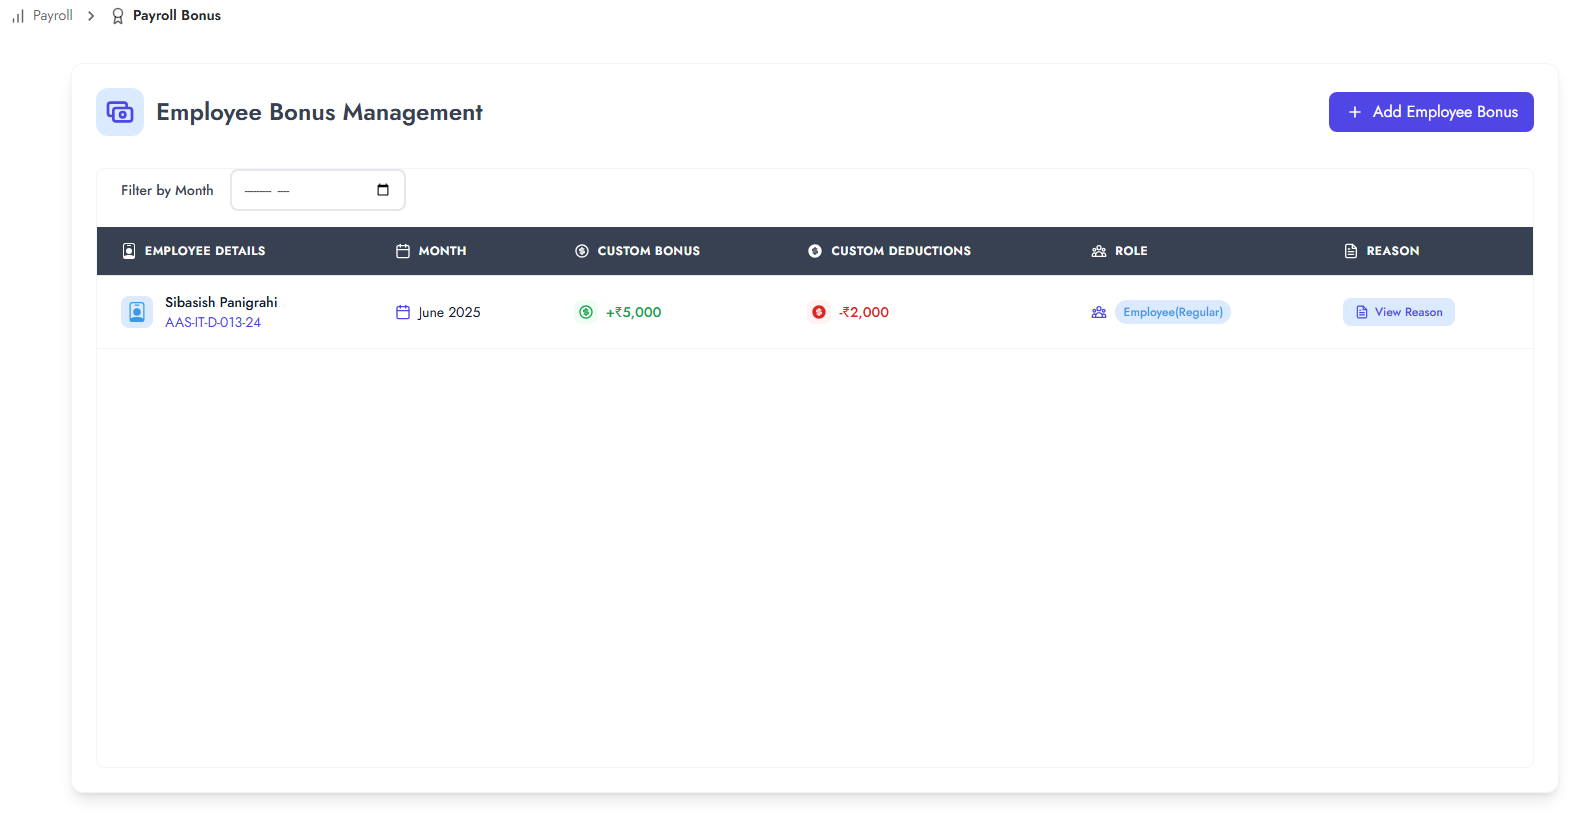 Payroll > Payroll Bonus
Employee Bonus Management
+ Add Employee Bonus
Filter by Month --------- ----
EMPLOYEE DETAILS MONTH CUSTOM BONUS CUSTOM DEDUCTIONS ROLE REASON
Sibasish Panigrahi June 2025 +₹5,000 -₹2,000 Employee(Regular) View Reason
AAS-IT-D-013-24